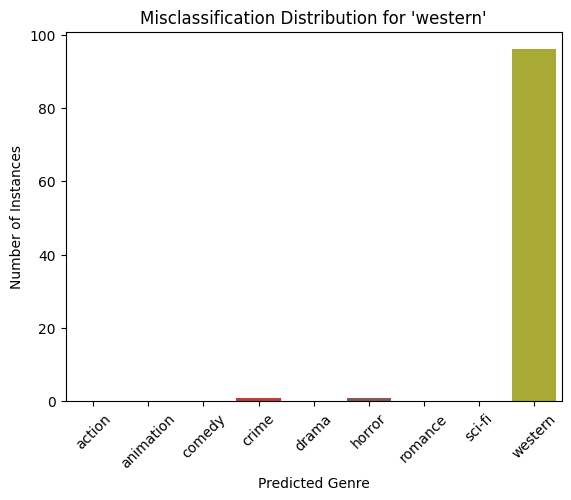 Misclassification Distribution for 'western'
Number of Instances
100
80
60
40
20
0
action
animation
comedy
crime
drama
horror
romance
sci-fi
western
Predicted Genre